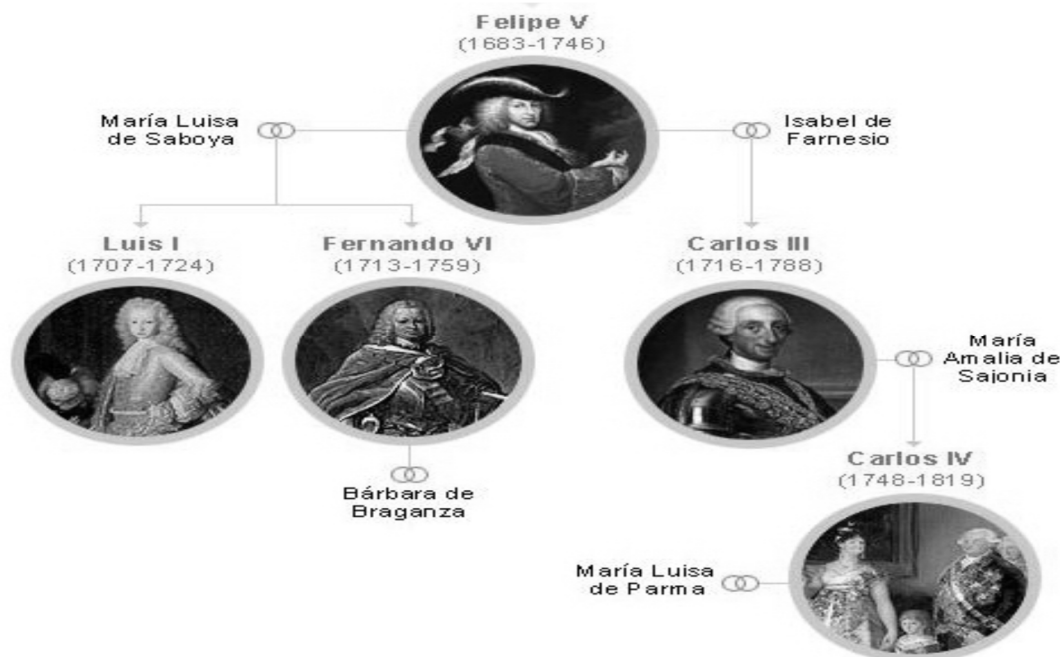 Felipe V
(1683-1746)
María Luisa
de Saboya
Isabel de
Farnesio
Luis I
(1707-1724)
Fernando VI
(1713-1759)
Carlos III
(1716-1788)
María
Amalia de
Sajonia
Bárbara de
Braganza
Carlos IV
(1748-1819)
María Luisa
de Parma